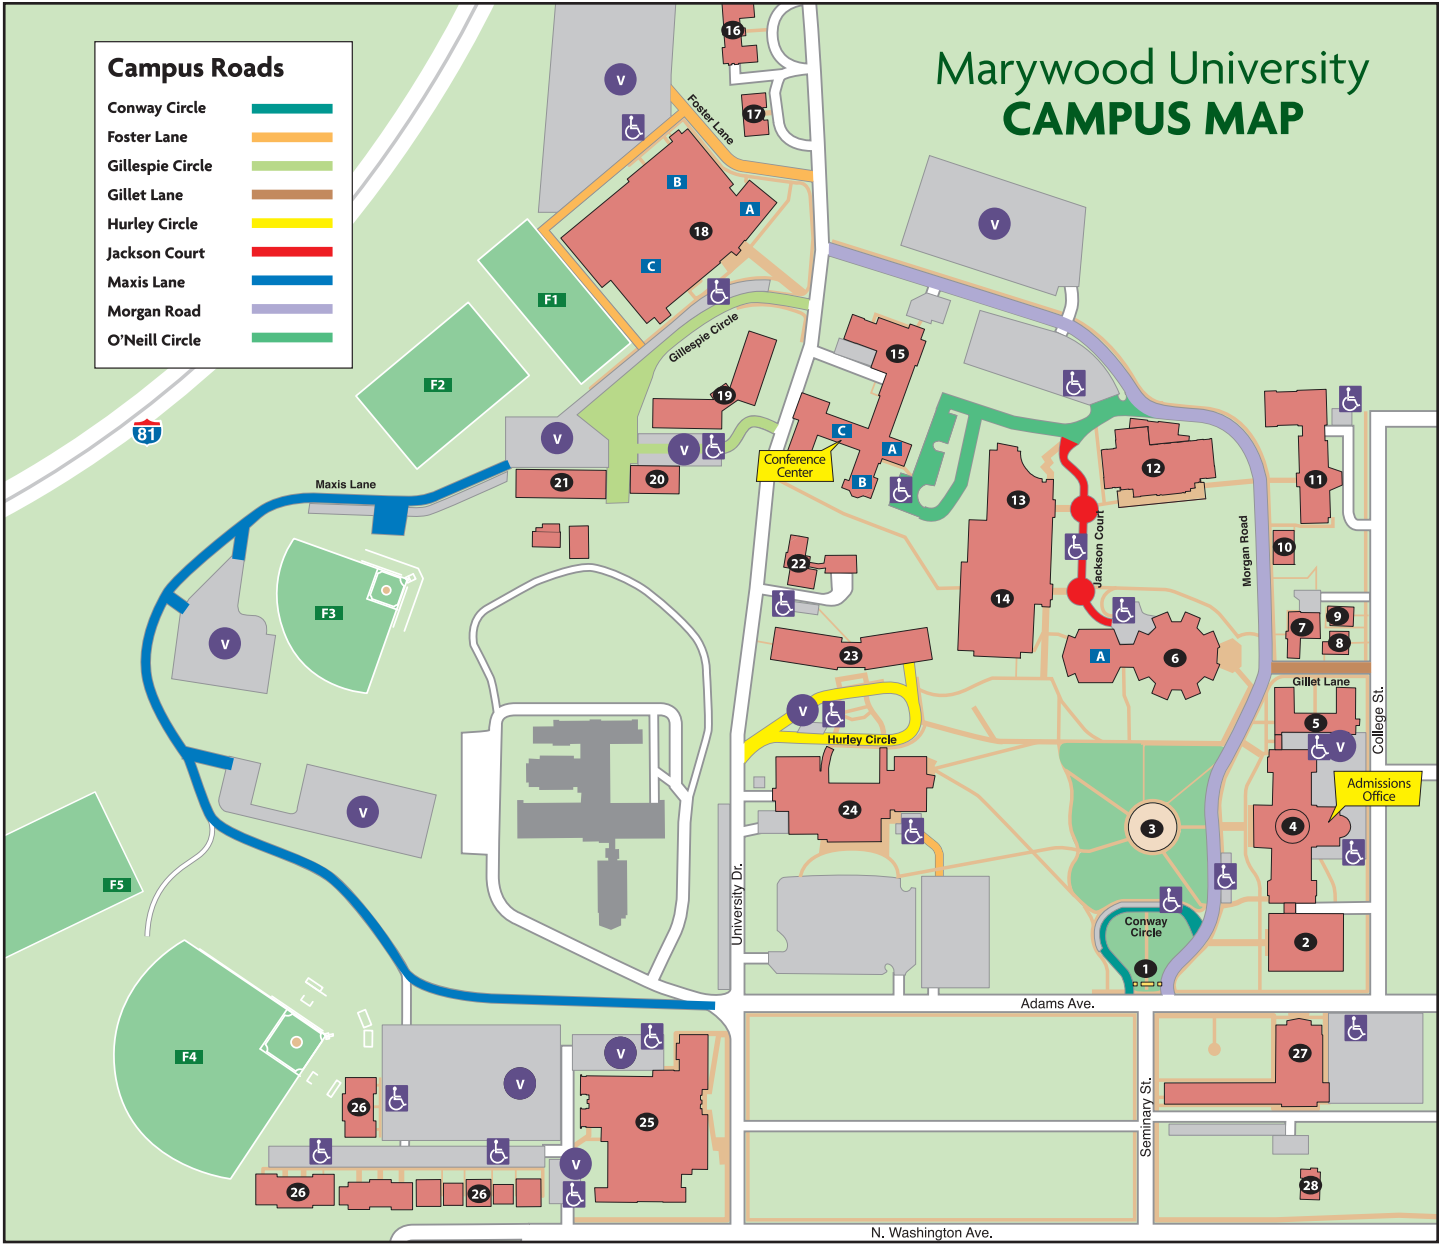 Marywood University
CAMPUS MAP
Campus Roads
Conway Circle
Foster Lane
Gillespie Circle
Gillet Lane
Hurley Circle
Jackson Court
Maxis Lane
Morgan Road
O'Neill Circle
16
V
17
Foster Lane
B
A
18
C
V
F1
Gillespie Circle
15
F2
19
81
V
V
C
A
B
Conference
Center
12
11
13
21
20
Maxis Lane
Jackson Court
Morgan Road
10
22
14
F3
V
9
7
8
23
A
6
Gillet Lane
College St.
V
5
V
Hurley Circle
Admissions
Office
24
3
4
V
F5
University Dr.
Conway
Circle
2
1
Adams Ave.
F4
V
V
27
26
25
Seminary St.
V
26
26
28
N. Washington Ave.